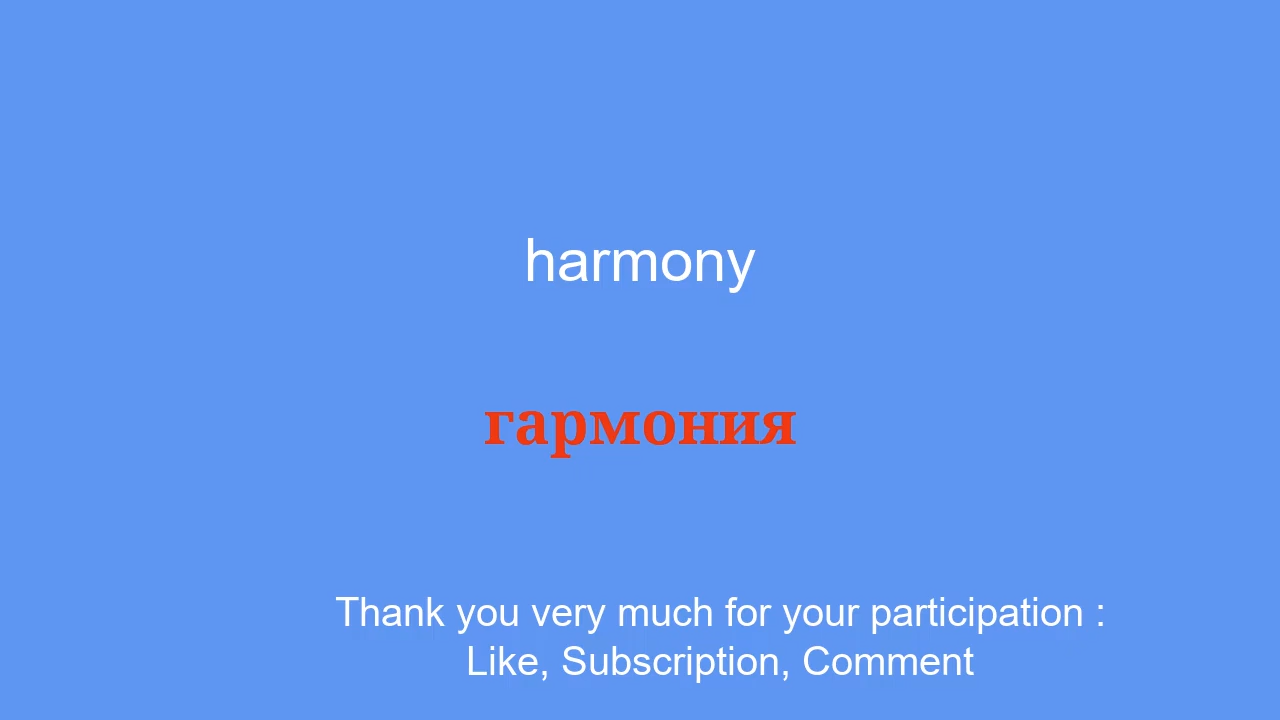 harmony
гармония
Thank you very much for your participation :
Like, Subscription, Comment